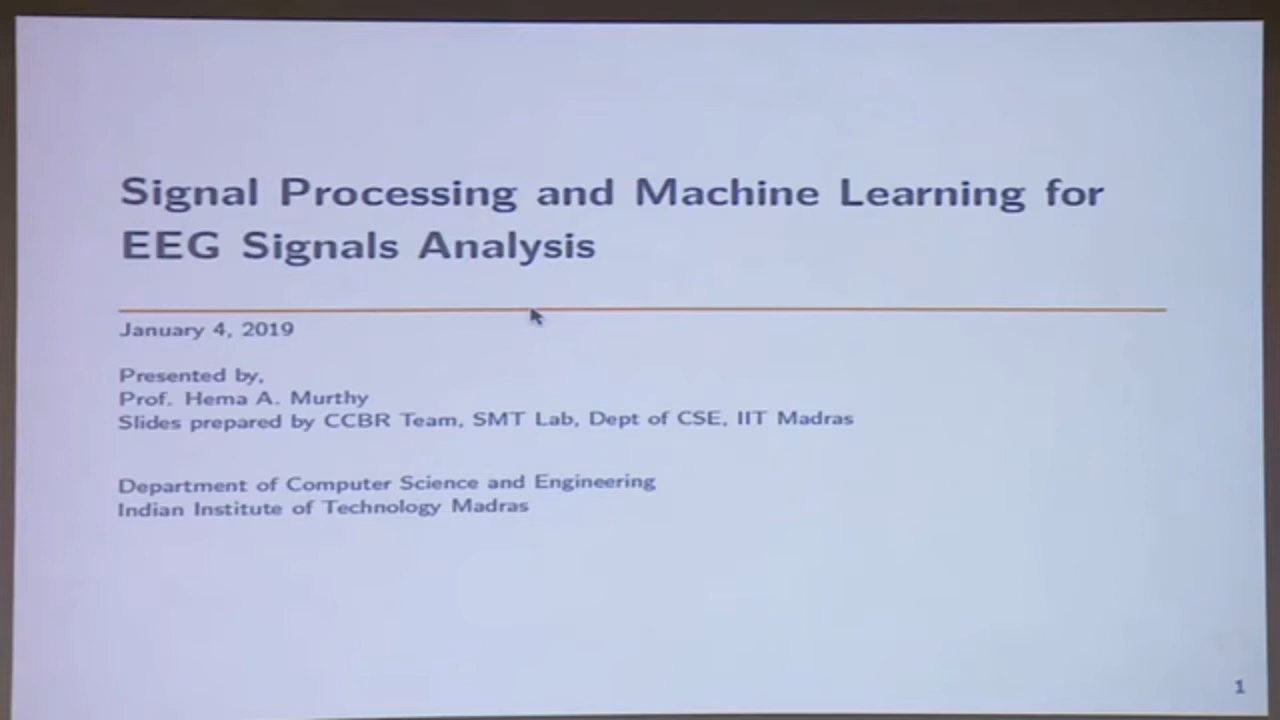 Signal Processing and Machine Learning for
EEG Signals Analysis
January 4, 2019
Presented by,
Prof. Hema A. Murthy
Slides prepared by CCBR Team, SMT Lab, Dept of CSE, IIT Madras
Department of Computer Science and Engineering
Indian Institute of Technology Madras
1